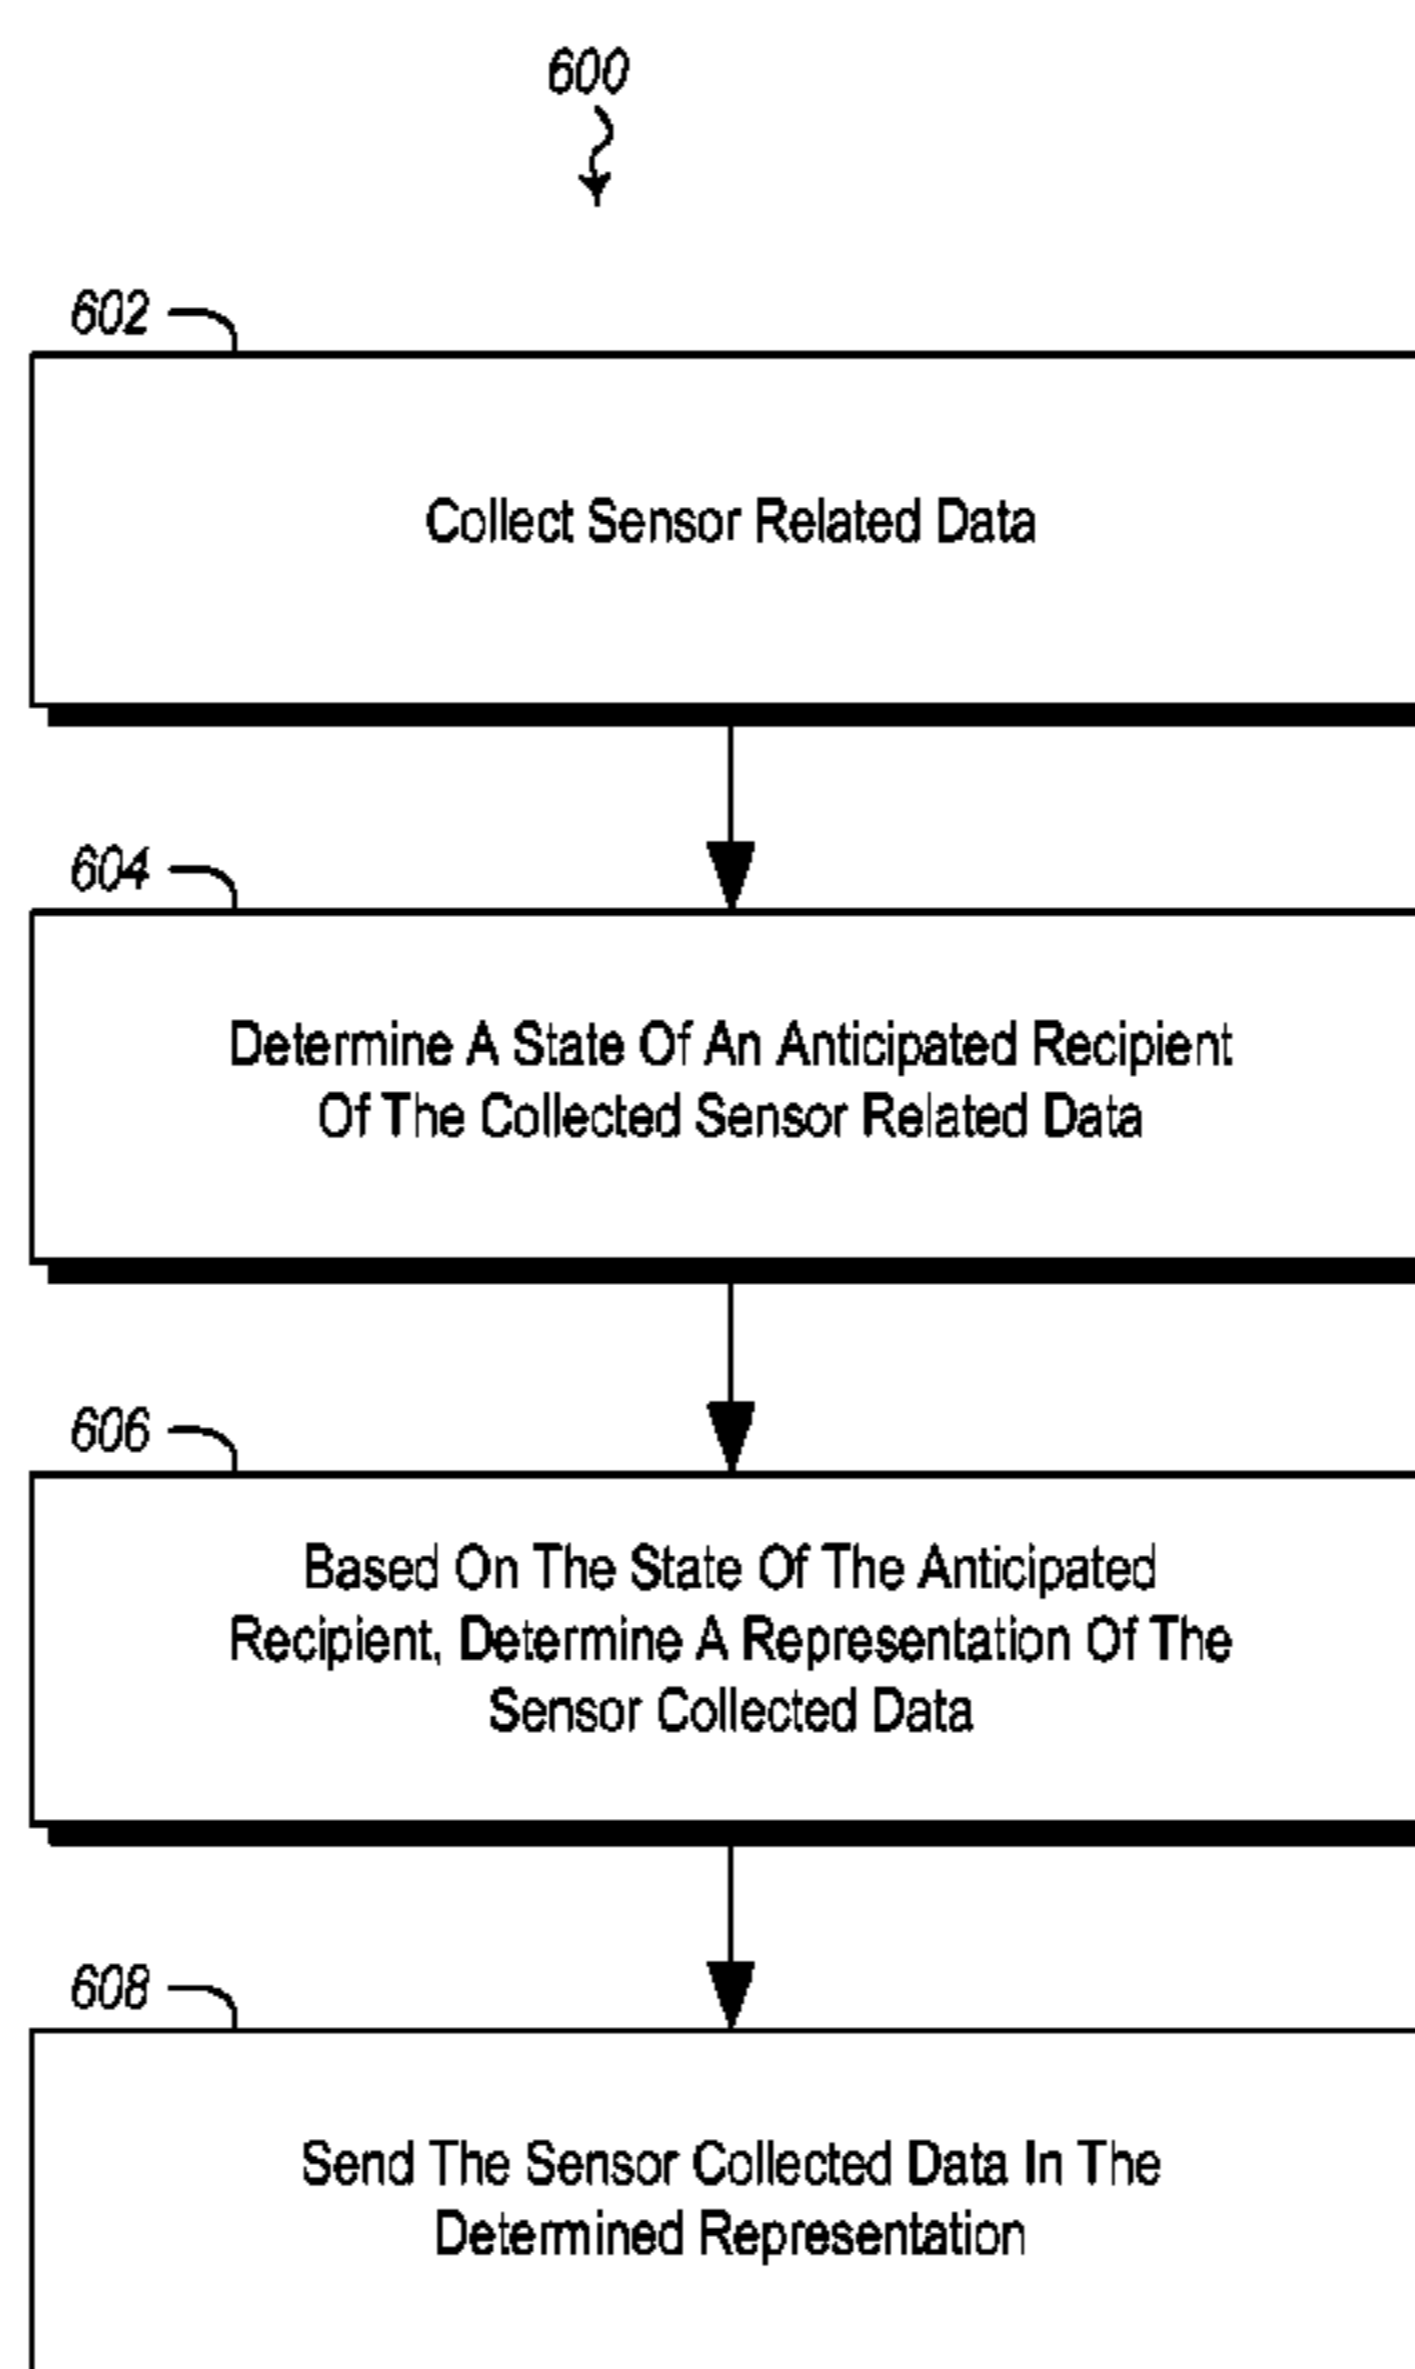 600
602
Collect Sensor Related Data
604
Determine A State Of An Anticipated Recipient
Of The Collected Sensor Related Data
606
Based On The State Of The Anticipated
Recipient, Determine A Representation Of The
Sensor Collected Data
608
Send The Sensor Collected Data In The
Determined Representation